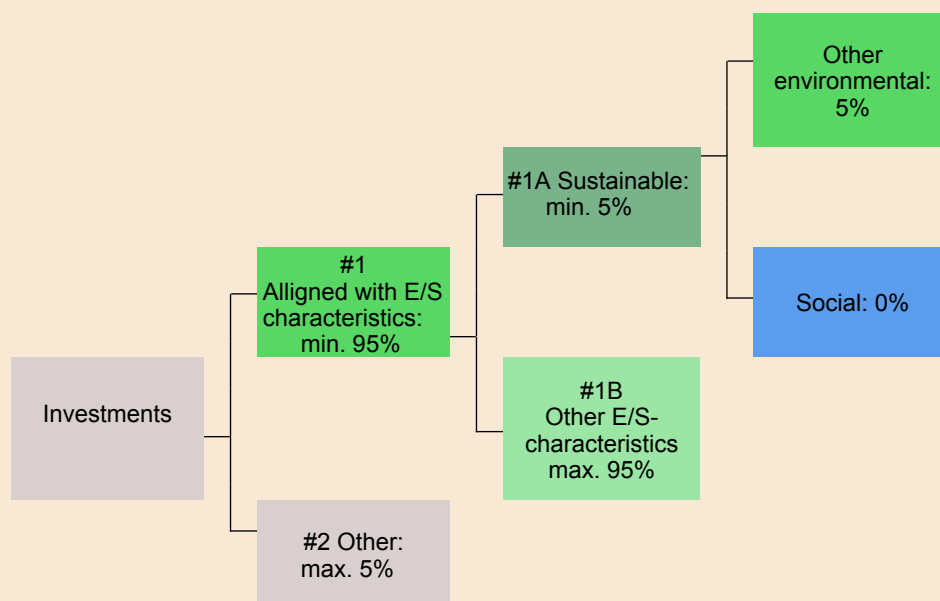 Investments
#1
Alligned with E/S
characteristics:
min. 95%
#2 Other:
max. 5%
#1A Sustainable:
min. 5%
#1B
Other E/S-
characteristics
max. 95%
Other
environmental:
5%
Social: 0%